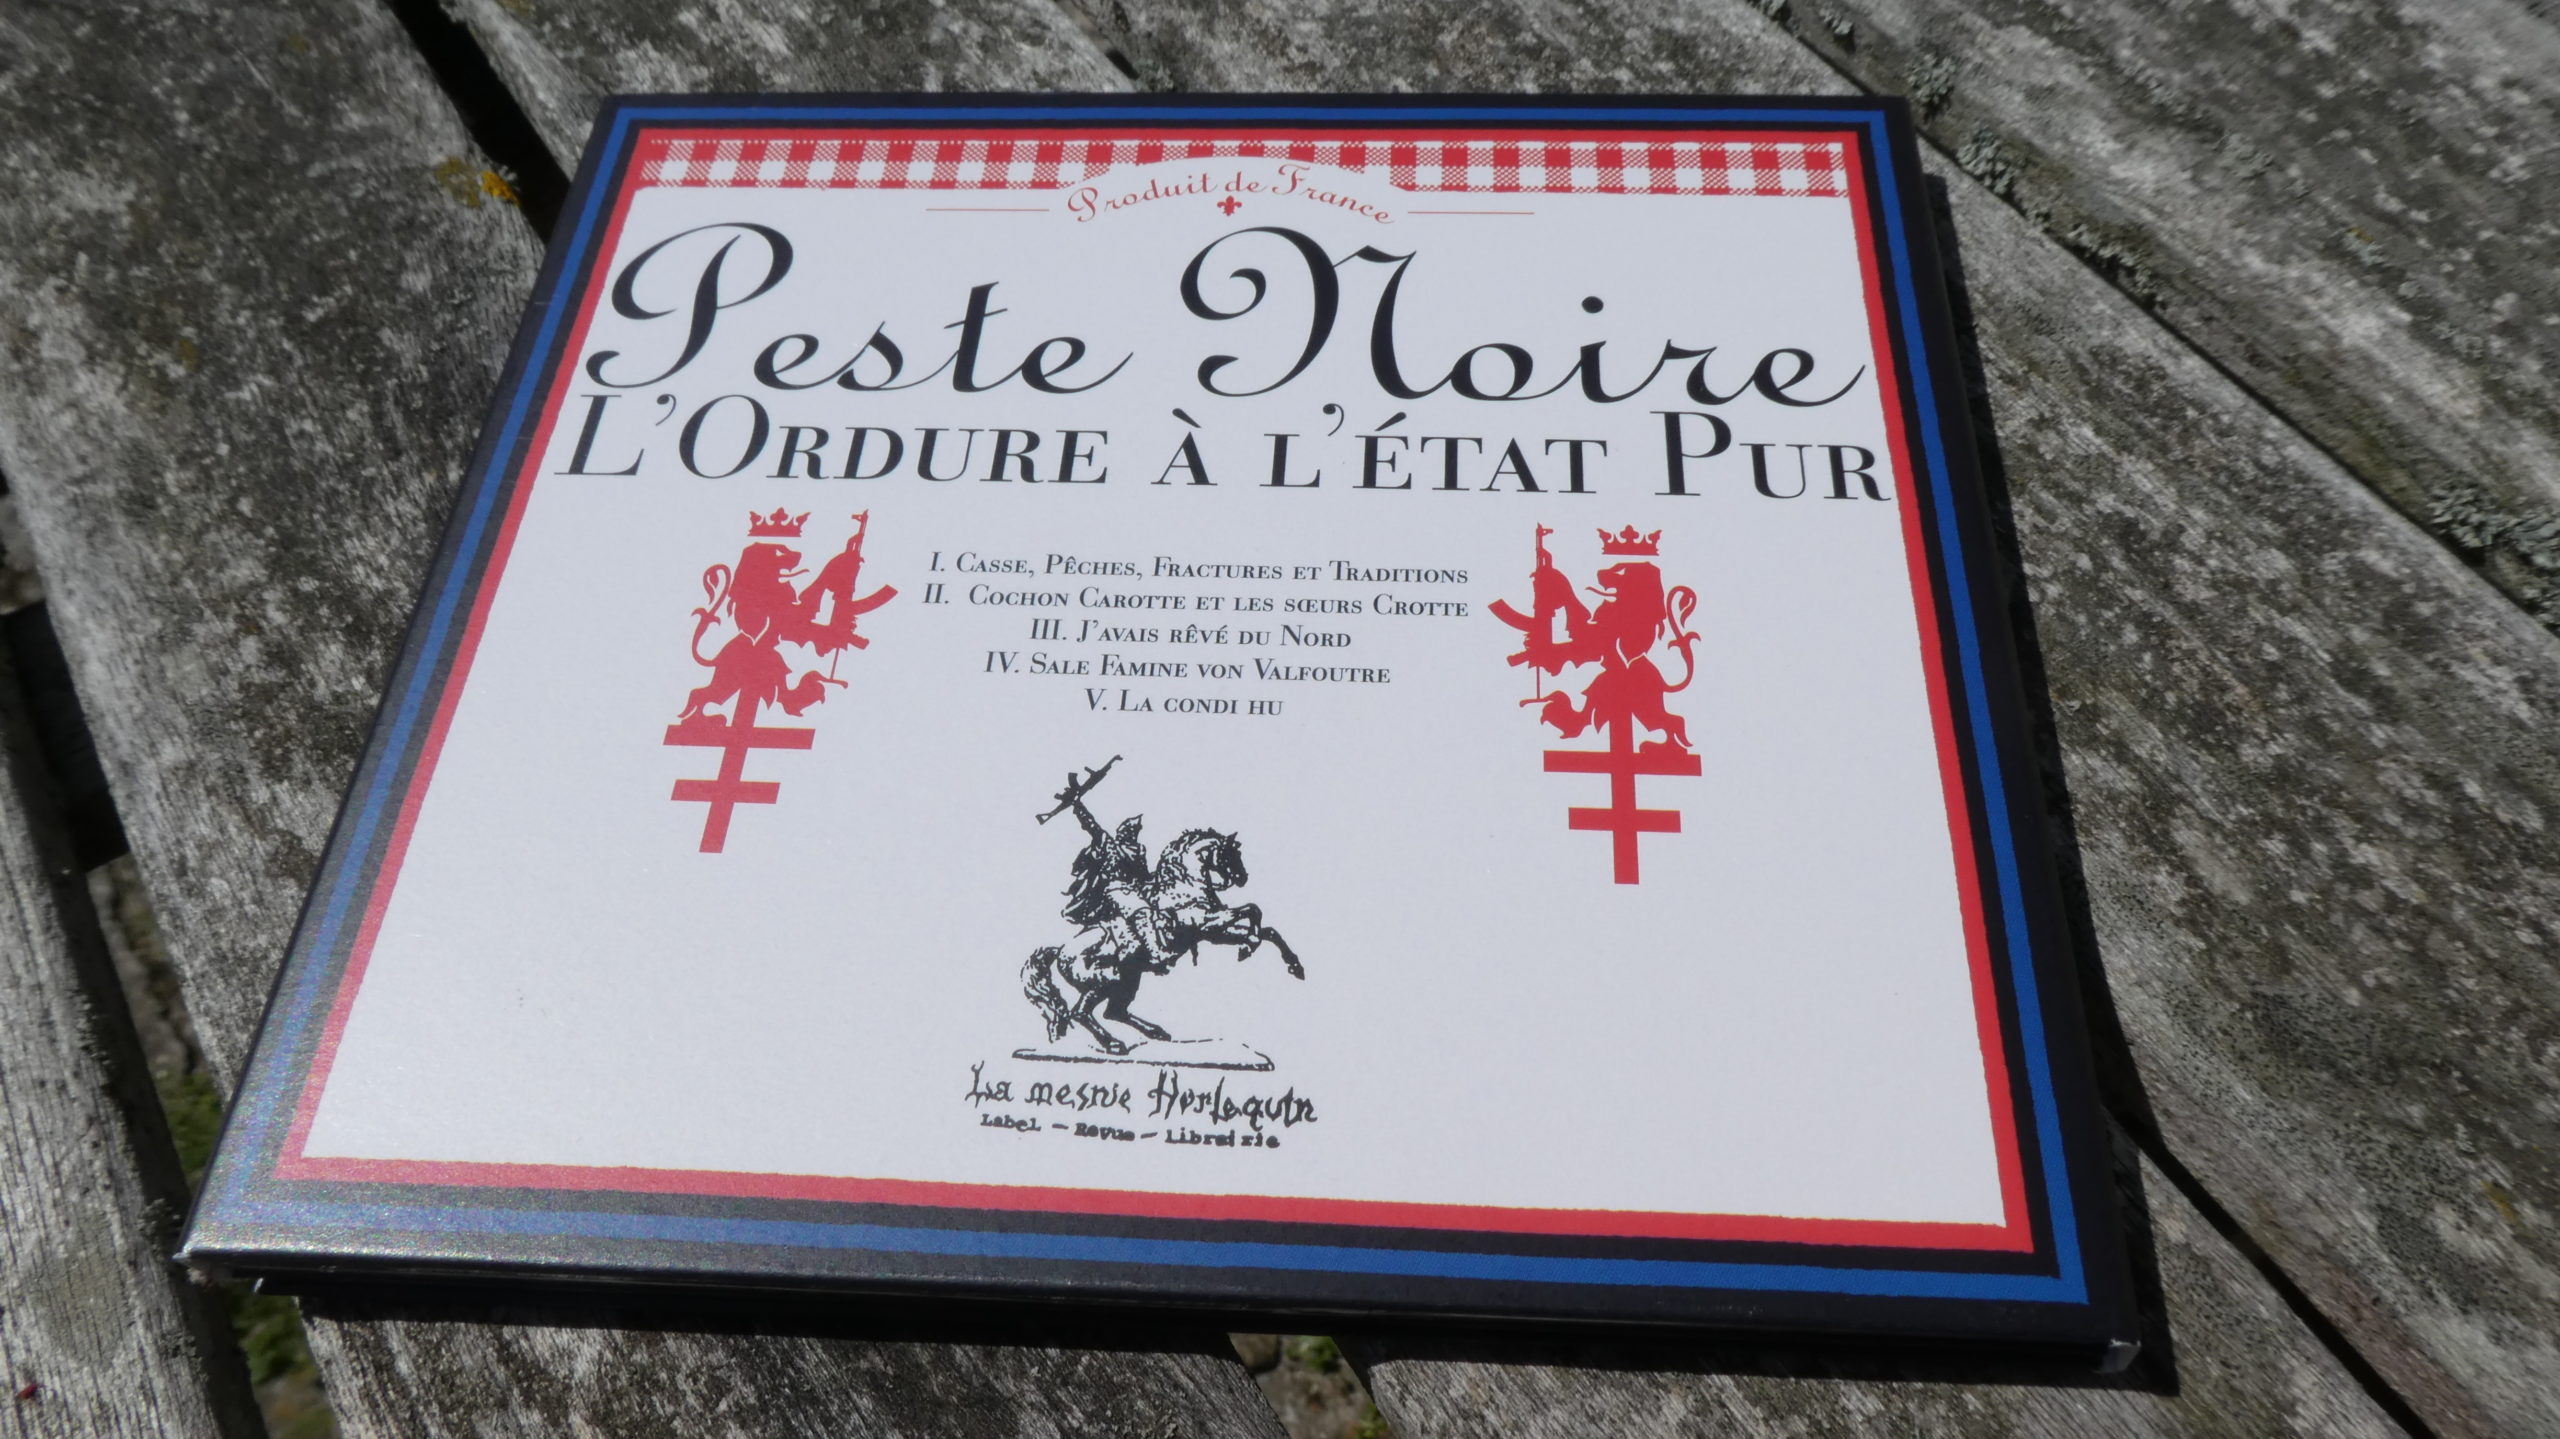 Produit de France
Peste Noire
L'Ordure à l'état Pur
I. Casse, Pêches, Fractures et Traditions
II. Cochon Carotte et les sœurs Crotte
III. J'avais rêvé du Nord
IV. Sale Famine von Valfoutre
V. La condi hu
La mesnie Herlequin
Label - Revue - Librairie